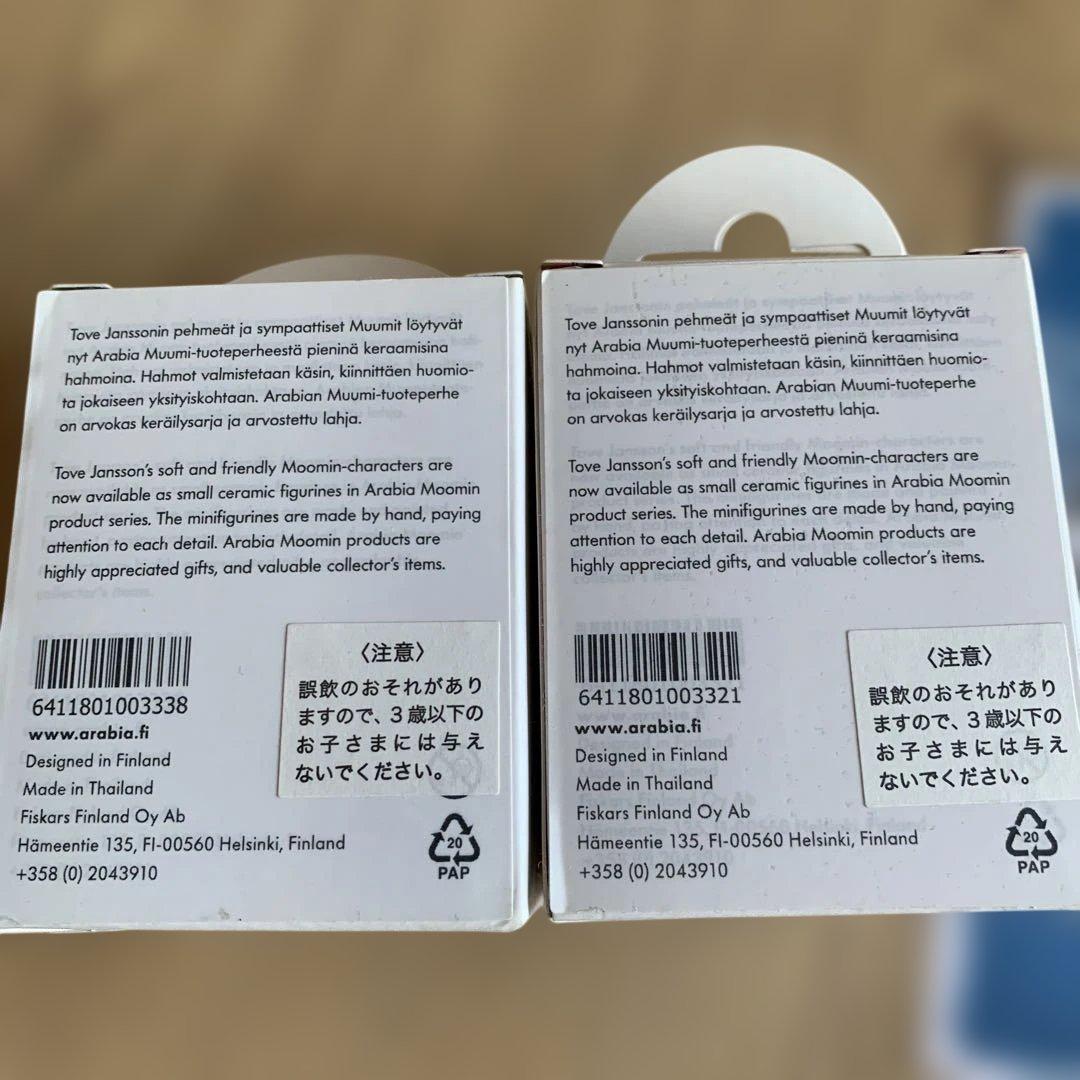 Tove Janssonin pehmeät ja sympaattiset Muumit löytyvät
nyt Arabia Muumi-tuoteperheestä pieninä keraamisina
hahmoina. Hahmot valmistetaan käsin, kiinnittäen huomio-
ta jokaiseen yksityiskohtaan. Arabian Muumi-tuoteperhe
on arvokas keräilysarja ja arvostettu lahja.
Tove Jansson's soft and friendly Moomin-characters are
now available as small ceramic figurines in Arabia Moomin
product series. The minifigurines are made by hand, paying
attention to each detail. Arabia Moomin products are
highly appreciated gifts, and valuable collector's items.
6411801003338
www.arabia.fi
Designed in Finland
Made in Thailand
Fiskars Finland Oy Ab
Hämeentie 135, FI-00560 Helsinki, Finland
+358 (0) 2043910
〈注意〉
誤飲のおそれがあり
ますので、3歳以下の
お子さまには与え
ないでください。
20
PAP
Tove Janssonin pehmeät ja sympaattiset Muumit löytyvät
nyt Arabia Muumi-tuoteperheestä pieninä keraamisina
hahmoina. Hahmot valmistetaan käsin, kiinnittäen huomio-
ta jokaiseen yksityiskohtaan. Arabian Muumi-tuoteperhe
on arvokas keräilysarja ja arvostettu lahja.
Tove Jansson's soft and friendly Moomin-characters are
now available as small ceramic figurines in Arabia Moomin
product series. The minifigurines are made by hand, paying
attention to each detail. Arabia Moomin products are
highly appreciated gifts, and valuable collector's items.
6411801003321
www.arabia.fi
Designed in Finland
Made in Thailand
Fiskars Finland Oy Ab
Hämeentie 135, FI-00560 Helsinki, Finland
+358 (0) 2043910
〈注意〉
誤飲のおそれがあり
ますので、3歳以下の
お子さまには与え
ないでください。
20
PAP